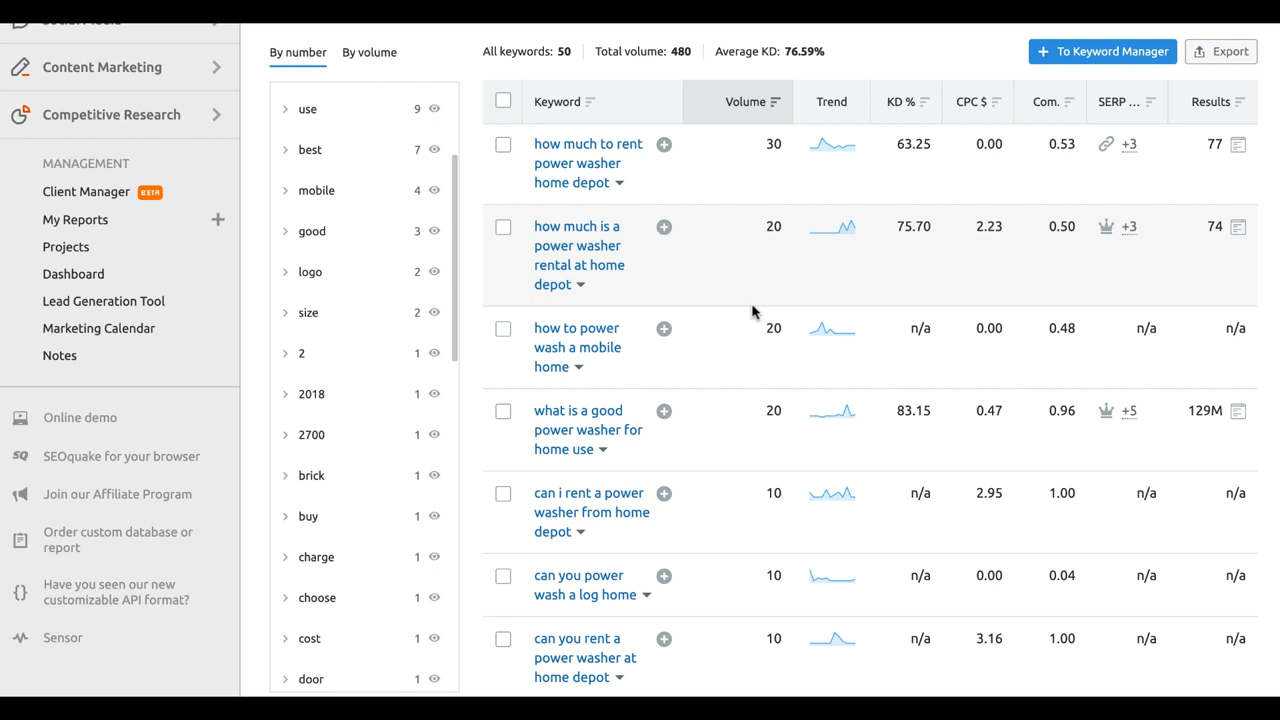 Content Marketing
Competitive Research
MANAGEMENT
Client Manager BETA
My Reports
Projects
Dashboard
Lead Generation Tool
Marketing Calendar
Notes
Online demo
SEOquake for your browser
Join our Affiliate Program
Order custom database or
report
Have you seen our new
customizable API format?
Sensor
By number By volume
use 9
best 7
mobile 4
good 3
logo 2
size 2
2 1
2018 1
2700 1
brick 1
buy 1
charge 1
choose 1
cost 1
door 1
All keywords: 50 Total volume: 480 Average KD: 76.59%
To Keyword Manager Export
Keyword Volume Trend KD % CPC $ Com. SERP ... Results
how much to rent
power washer
home depot
30 63.25 0.00 0.53 +3 77
how much is a
power washer
rental at home
depot
20 75.70 2.23 0.50 +3 74
how to power
wash a mobile
home
20 n/a 0.00 0.48 n/a n/a
what is a good
power washer for
home use
20 83.15 0.47 0.96 +5 129M
can i rent a power
washer from home
depot
10 n/a 2.95 1.00 n/a n/a
can you power
wash a log home
10 n/a 0.00 0.04 n/a n/a
can you rent a
power washer at
home depot
10 n/a 3.16 1.00 n/a n/a